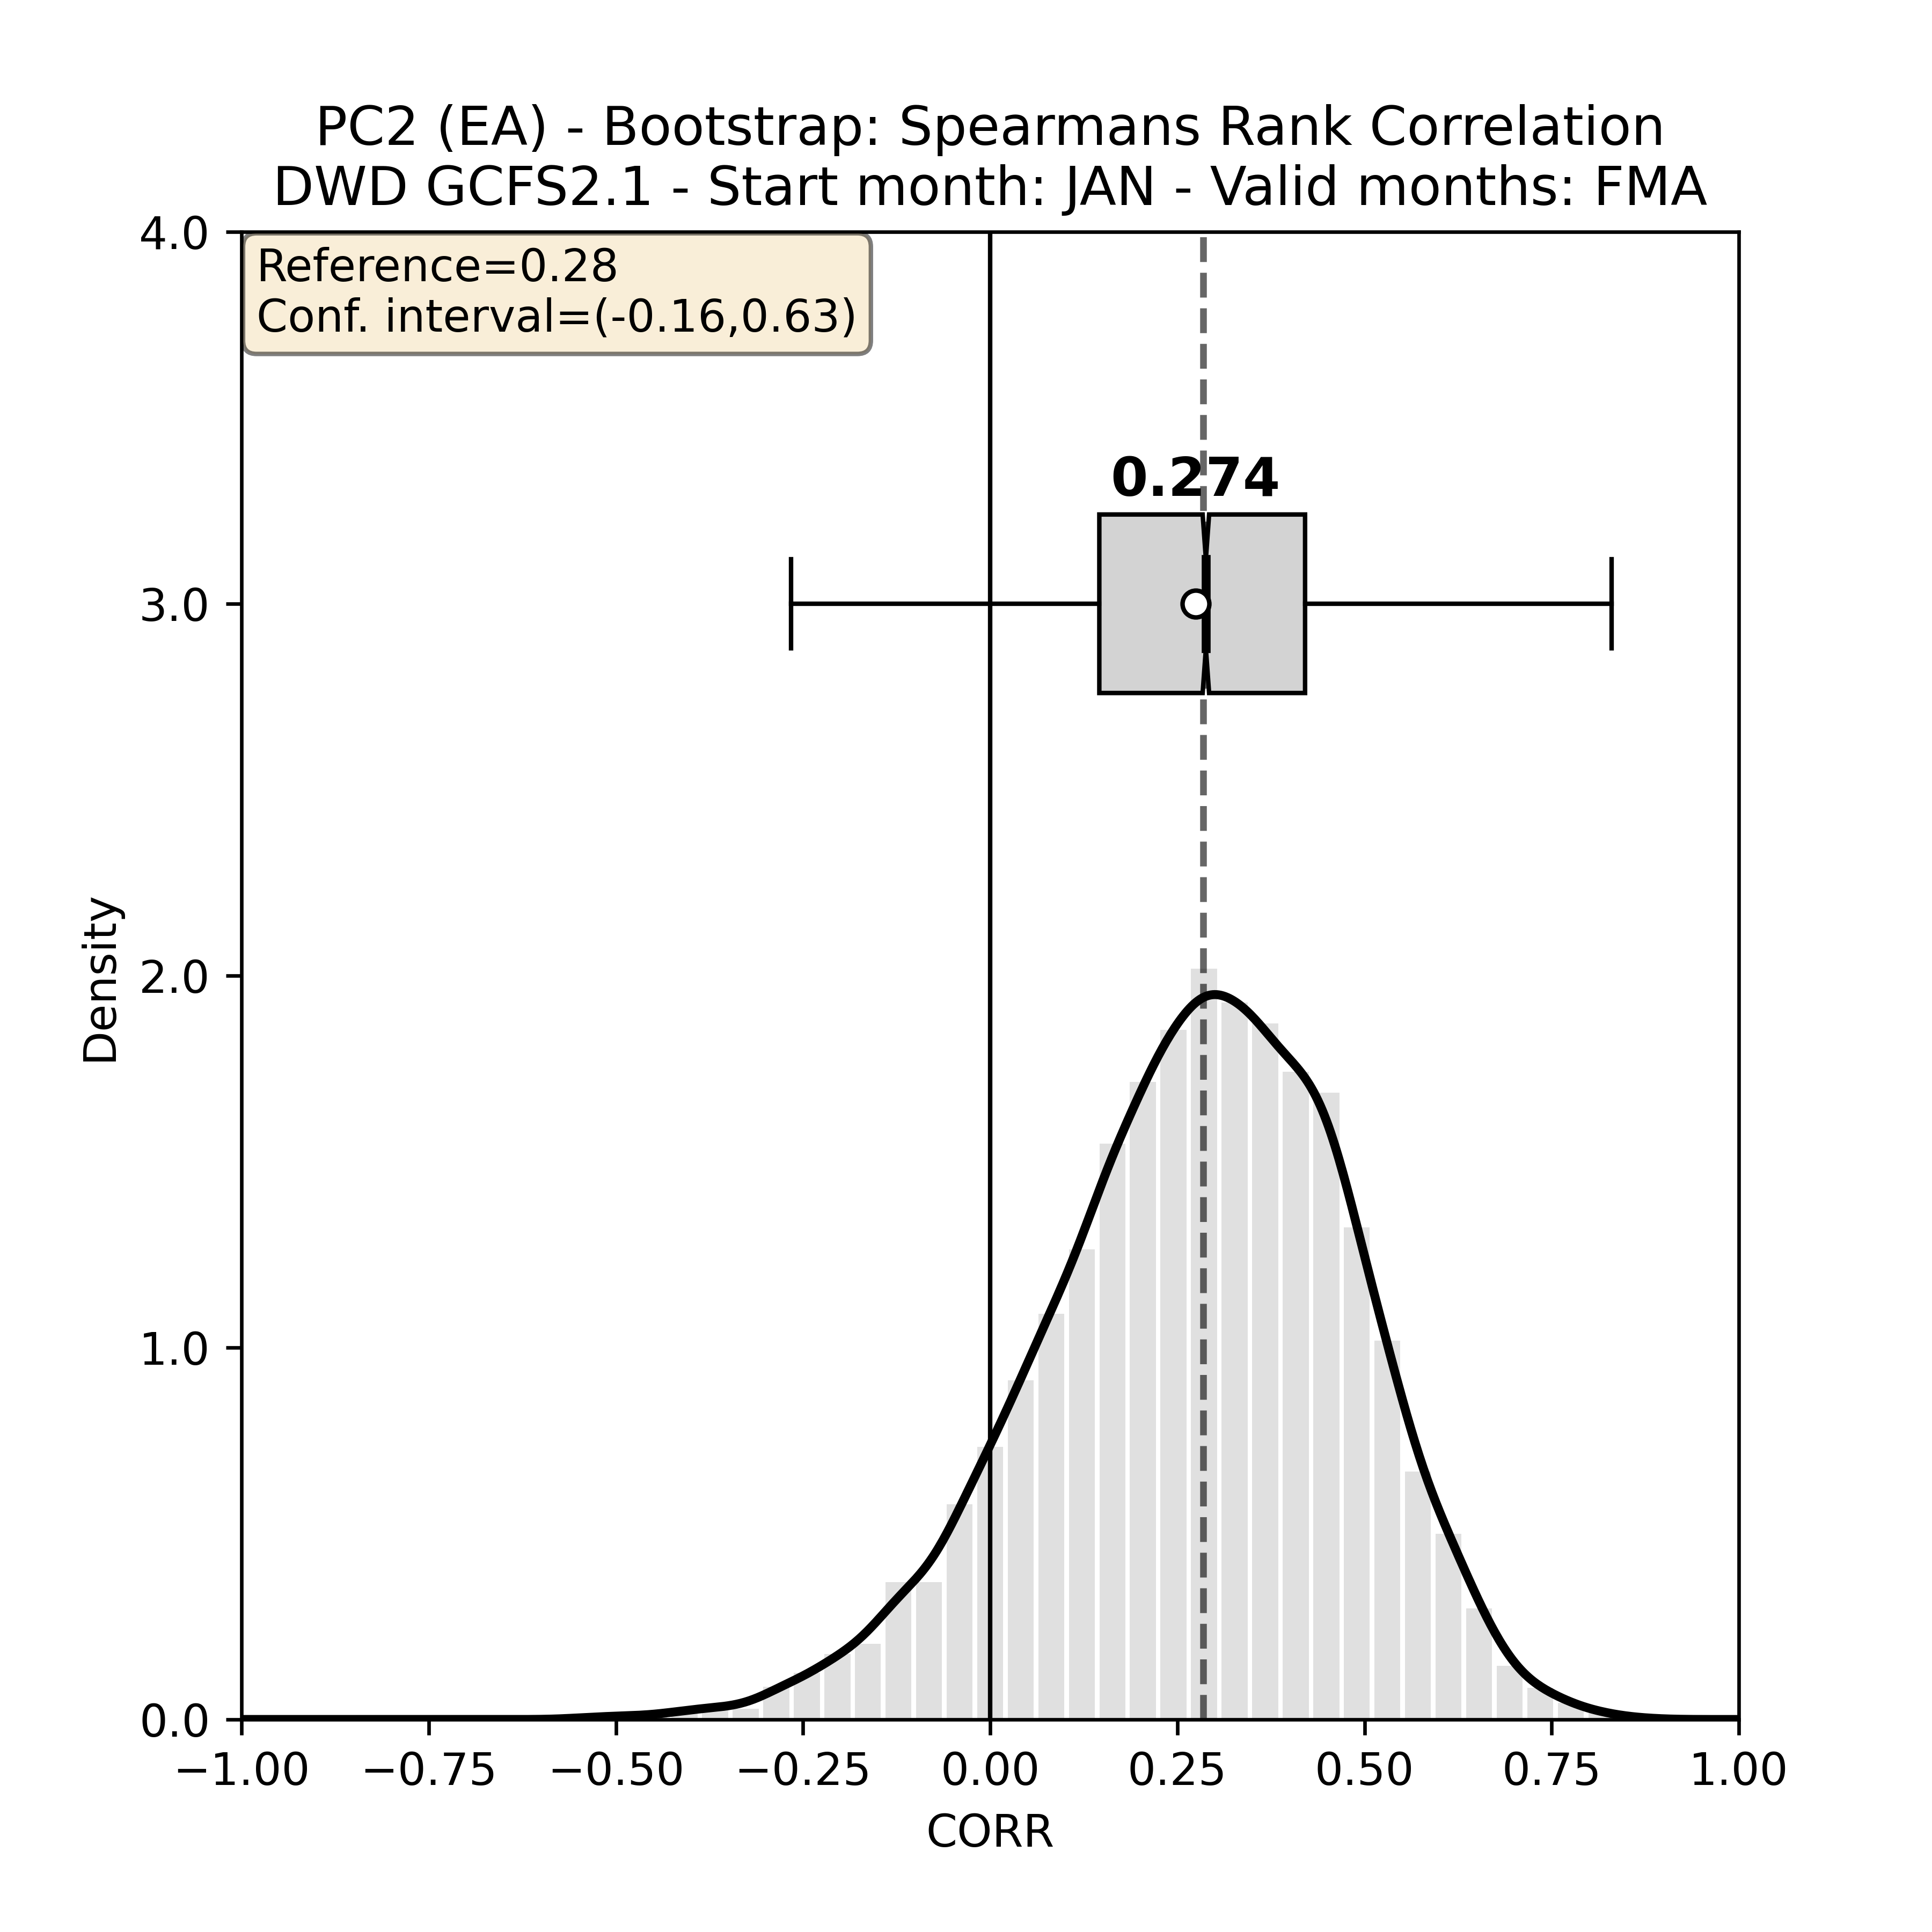 PC2 (EA) - Bootstrap: Spearmans Rank Correlation
DWD GCFS2.1 - Start month: JAN - Valid months: FMA
Reference=0.28
Conf. interval=(-0.16,0.63)
0.274
Density
4.0
3.0
2.0
1.0
0.0
−1.00 −0.75 −0.50 −0.25 0.00 0.25 0.50 0.75 1.00
CORR